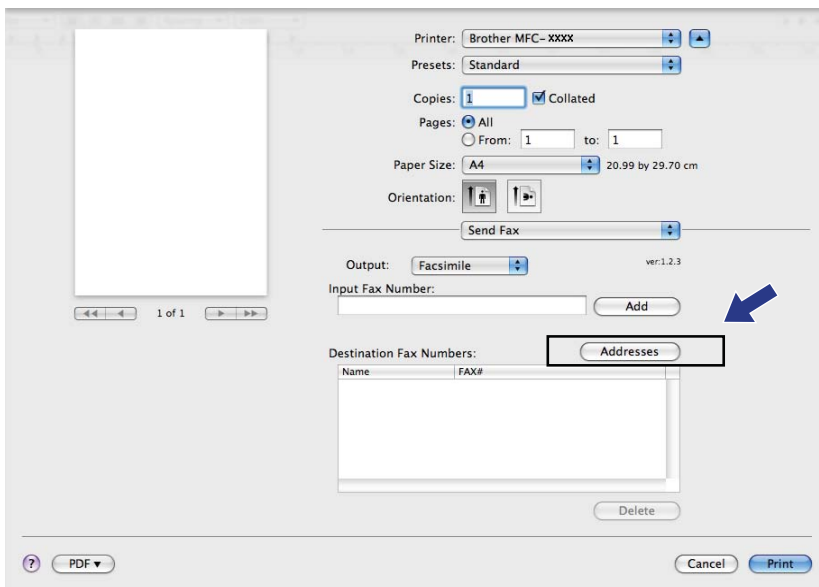 Printer: Brother MFC- XXXX
Presets: Standard
Copies: 1 Collated
Pages: All
From: 1 to: 1
Paper Size: A4 20.99 by 29.70 cm
Orientation:
Send Fax
Output: Facsimile ver:1.2.3
Input Fax Number:
Add
1 of 1
Destination Fax Numbers: Addresses
Name FAX#
Delete
? PDF▼ Cancel Print